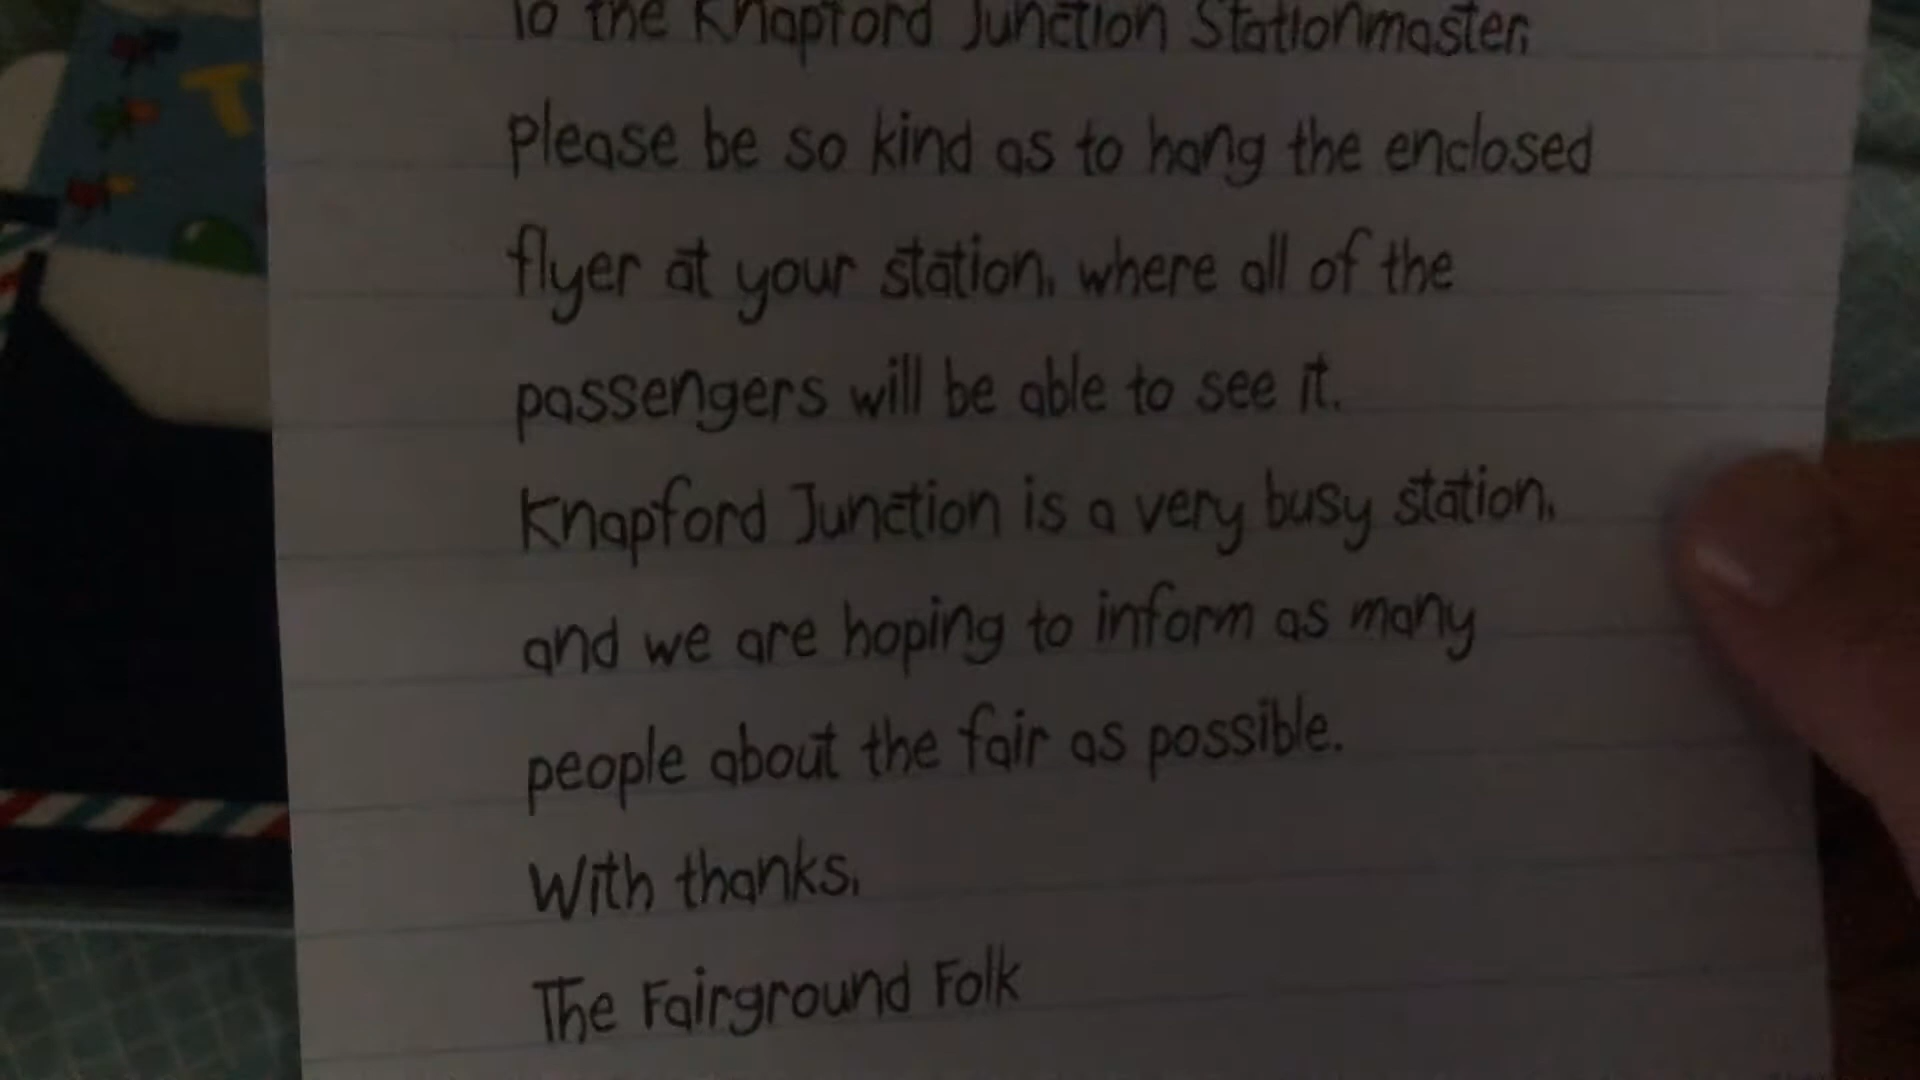 To the Knapford Junction Stationmaster,
Please be so kind as to hang the enclosed
flyer at your station, where all of the
passengers will be able to see it.
Knapford Junction is a very busy station,
and we are hoping to inform as many
people about the fair as possible.
With thanks,
The Fairground Folk